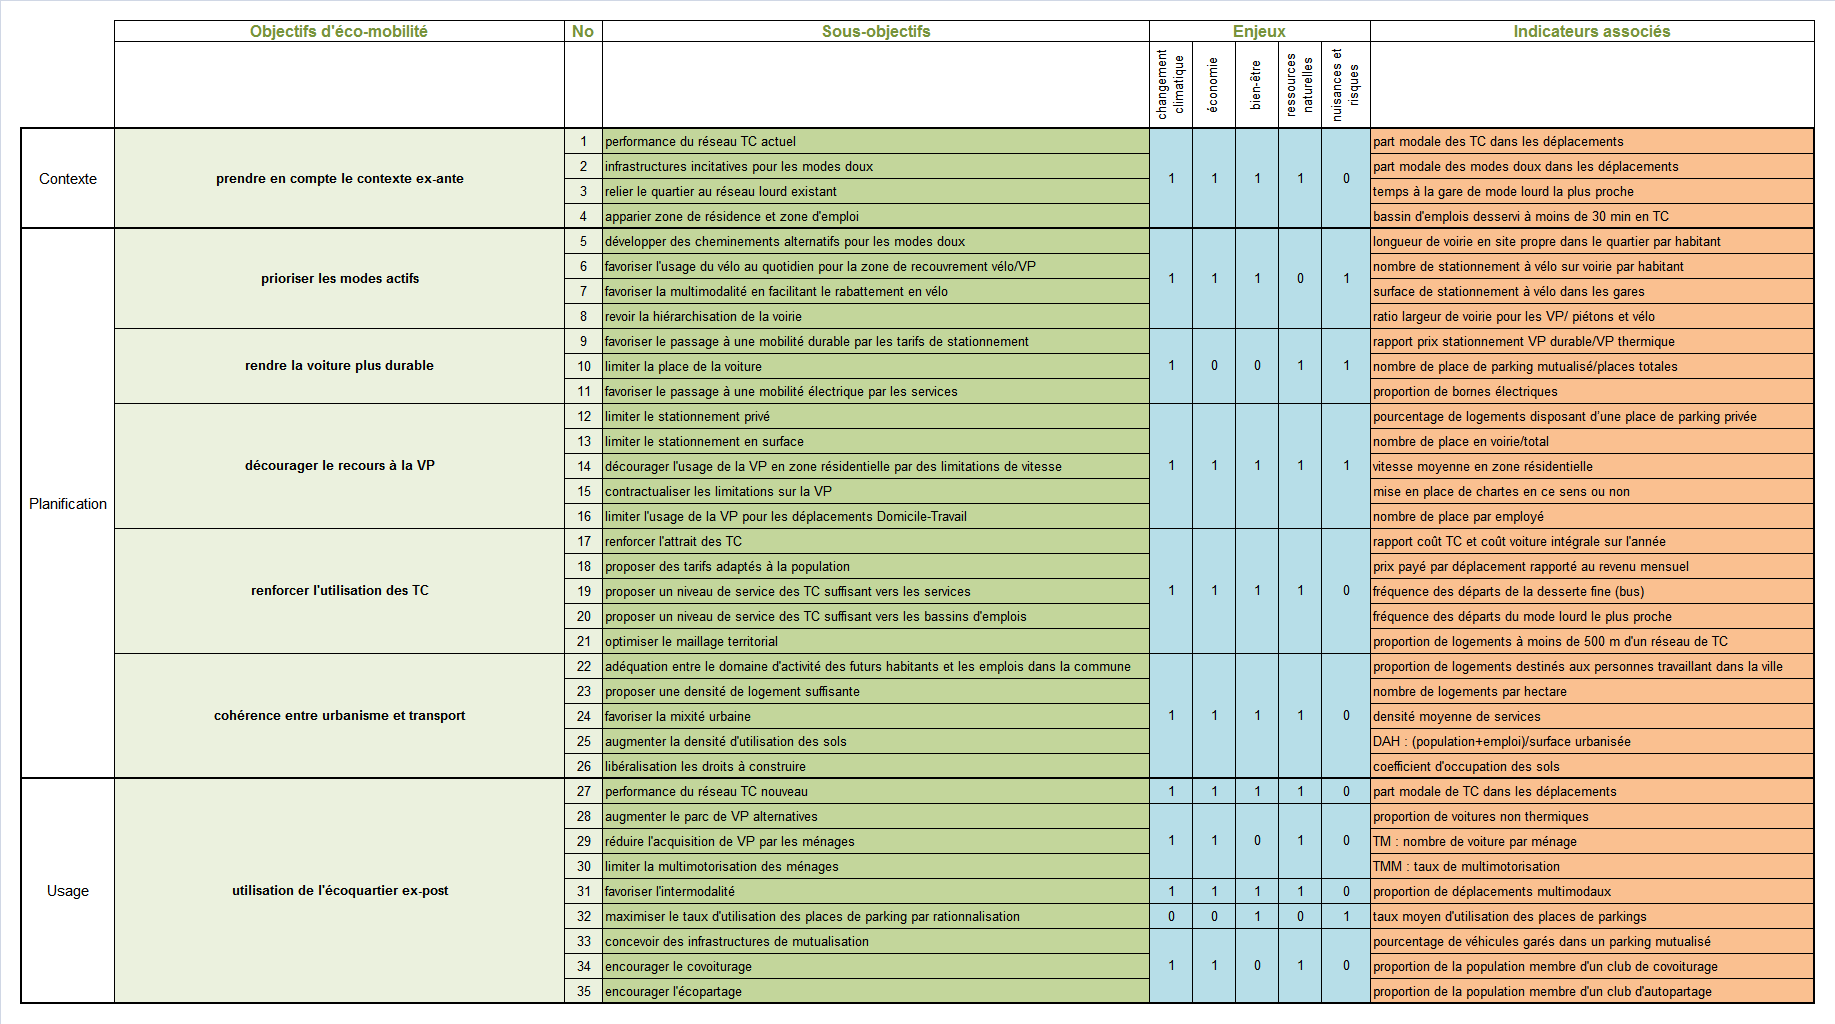 Objectifs d'éco-mobilité No Sous-objectifs Enjeux Indicateurs associés
changement climatique économie bien-être ressources naturelles nuisances et risques
Contexte prendre en compte le contexte ex-ante 1 1 1 1 0
1 performance du réseau TC actuel part modale des TC dans les déplacements
2 infrastructures incitatives pour les modes doux part modale des modes doux dans les déplacements
3 relier le quartier au réseau lourd existant temps à la gare de mode lourd la plus proche
4 apparier zone de résidence et zone d'emploi bassin d'emplois desservi à moins de 30 min en TC
Planification
prioriser les modes actifs 1 1 1 0 1
5 développer des cheminements alternatifs pour les modes doux longueur de voirie en site propre dans le quartier par habitant
6 favoriser l'usage du vélo au quotidien pour la zone de recouvrement vélo/VP nombre de stationnement à vélo sur voirie par habitant
7 favoriser la multimodalité en facilitant le rabattement en vélo surface de stationnement à vélo dans les gares
8 revoir la hiérarchisation de la voirie ratio largeur de voirie pour les VP/ piétons et vélo
rendre la voiture plus durable 1 0 0 1 1
9 favoriser le passage à une mobilité durable par les tarifs de stationnement rapport prix stationnement VP durable/VP thermique
10 limiter la place de la voiture nombre de place de parking mutualisé/places totales
11 favoriser le passage à une mobilité électrique par les services proportion de bornes électriques
décourager le recours à la VP 1 1 1 1 1
12 limiter le stationnement privé pourcentage de logements disposant d'une place de parking privée
13 limiter le stationnement en surface nombre de place en voirie/total
14 décourager l'usage de la VP en zone résidentielle par des limitations de vitesse vitesse moyenne en zone résidentielle
15 contractualiser les limitations sur la VP mise en place de chartes en ce sens ou non
16 limiter l'usage de la VP pour les déplacements Domicile-Travail nombre de place par employé
renforcer l'utilisation des TC 1 1 1 1 0
17 renforcer l'attrait des TC rapport coût TC et coût voiture intégrale sur l'année
18 proposer des tarifs adaptés à la population prix payé par déplacement rapporté au revenu mensuel
19 proposer un niveau de service des TC suffisant vers les services fréquence des départs de la desserte fine (bus)
20 proposer un niveau de service des TC suffisant vers les bassins d'emplois fréquence des départs du mode lourd le plus proche
21 optimiser le maillage territorial proportion de logements à moins de 500 m d'un réseau de TC
cohérence entre urbanisme et transport 1 1 1 1 0
22 adéquation entre le domaine d'activité des futurs habitants et les emplois dans la commune proportion de logements destinés aux personnes travaillant dans la ville
23 proposer une densité de logement suffisante nombre de logements par hectare
24 favoriser la mixité urbaine densité moyenne de services
25 augmenter la densité d'utilisation des sols DAH : (population+emploi)/surface urbanisée
26 libéralisation les droits à construire coefficient d'occupation des sols
Usage utilisation de l'écoquartier ex-post
27 performance du réseau TC nouveau 1 1 1 1 0 part modale de TC dans les déplacements
28 augmenter le parc de VP alternatives proportion de voitures non thermiques
29 réduire l'acquisition de VP par les ménages 1 1 0 1 0 TM : nombre de voiture par ménage
30 limiter la multimotorisation des ménages TMM : taux de multimotorisation
31 favoriser l'intermodalité 1 1 1 1 0 proportion de déplacements multimodaux
32 maximiser le taux d'utilisation des places de parking par rationnalisation 0 0 1 0 1 taux moyen d'utilisation des places de parkings
33 concevoir des infrastructures de mutualisation pourcentage de véhicules garés dans un parking mutualisé
34 encourager le covoiturage 1 1 0 1 0 proportion de la population membre d'un club de covoiturage
35 encourager l'écopartage proportion de la population membre d'un club d'autopartage